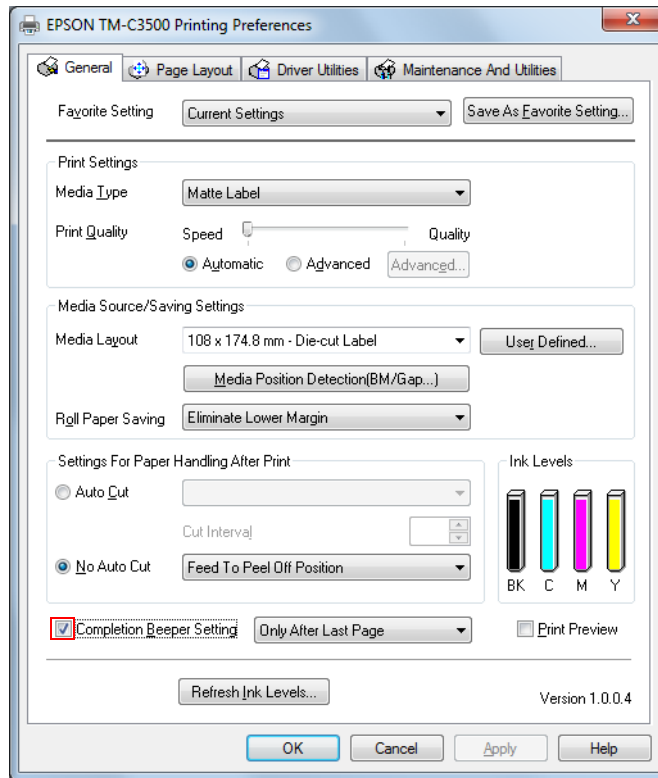 EPSON TM-C3500 Printing Preferences
General Page Layout Driver Utilities Maintenance And Utilities
Favorite Setting Current Settings Save As Favorite Setting...
Print Settings
Media Type Matte Label
Print Quality Speed Quality
Automatic Advanced Advanced...
Media Source/Saving Settings
Media Layout 108 x 174.8 mm - Die-cut Label User Defined...
Media Position Detection(BM/Gap...)
Roll Paper Saving Eliminate Lower Margin
Settings For Paper Handling After Print Ink Levels
Auto Cut
Cut Interval
No Auto Cut Feed To Peel Off Position
BK C M Y
Completion Beeper Setting Only After Last Page Print Preview
Refresh Ink Levels... Version 1.0.0.4
OK Cancel Apply Help